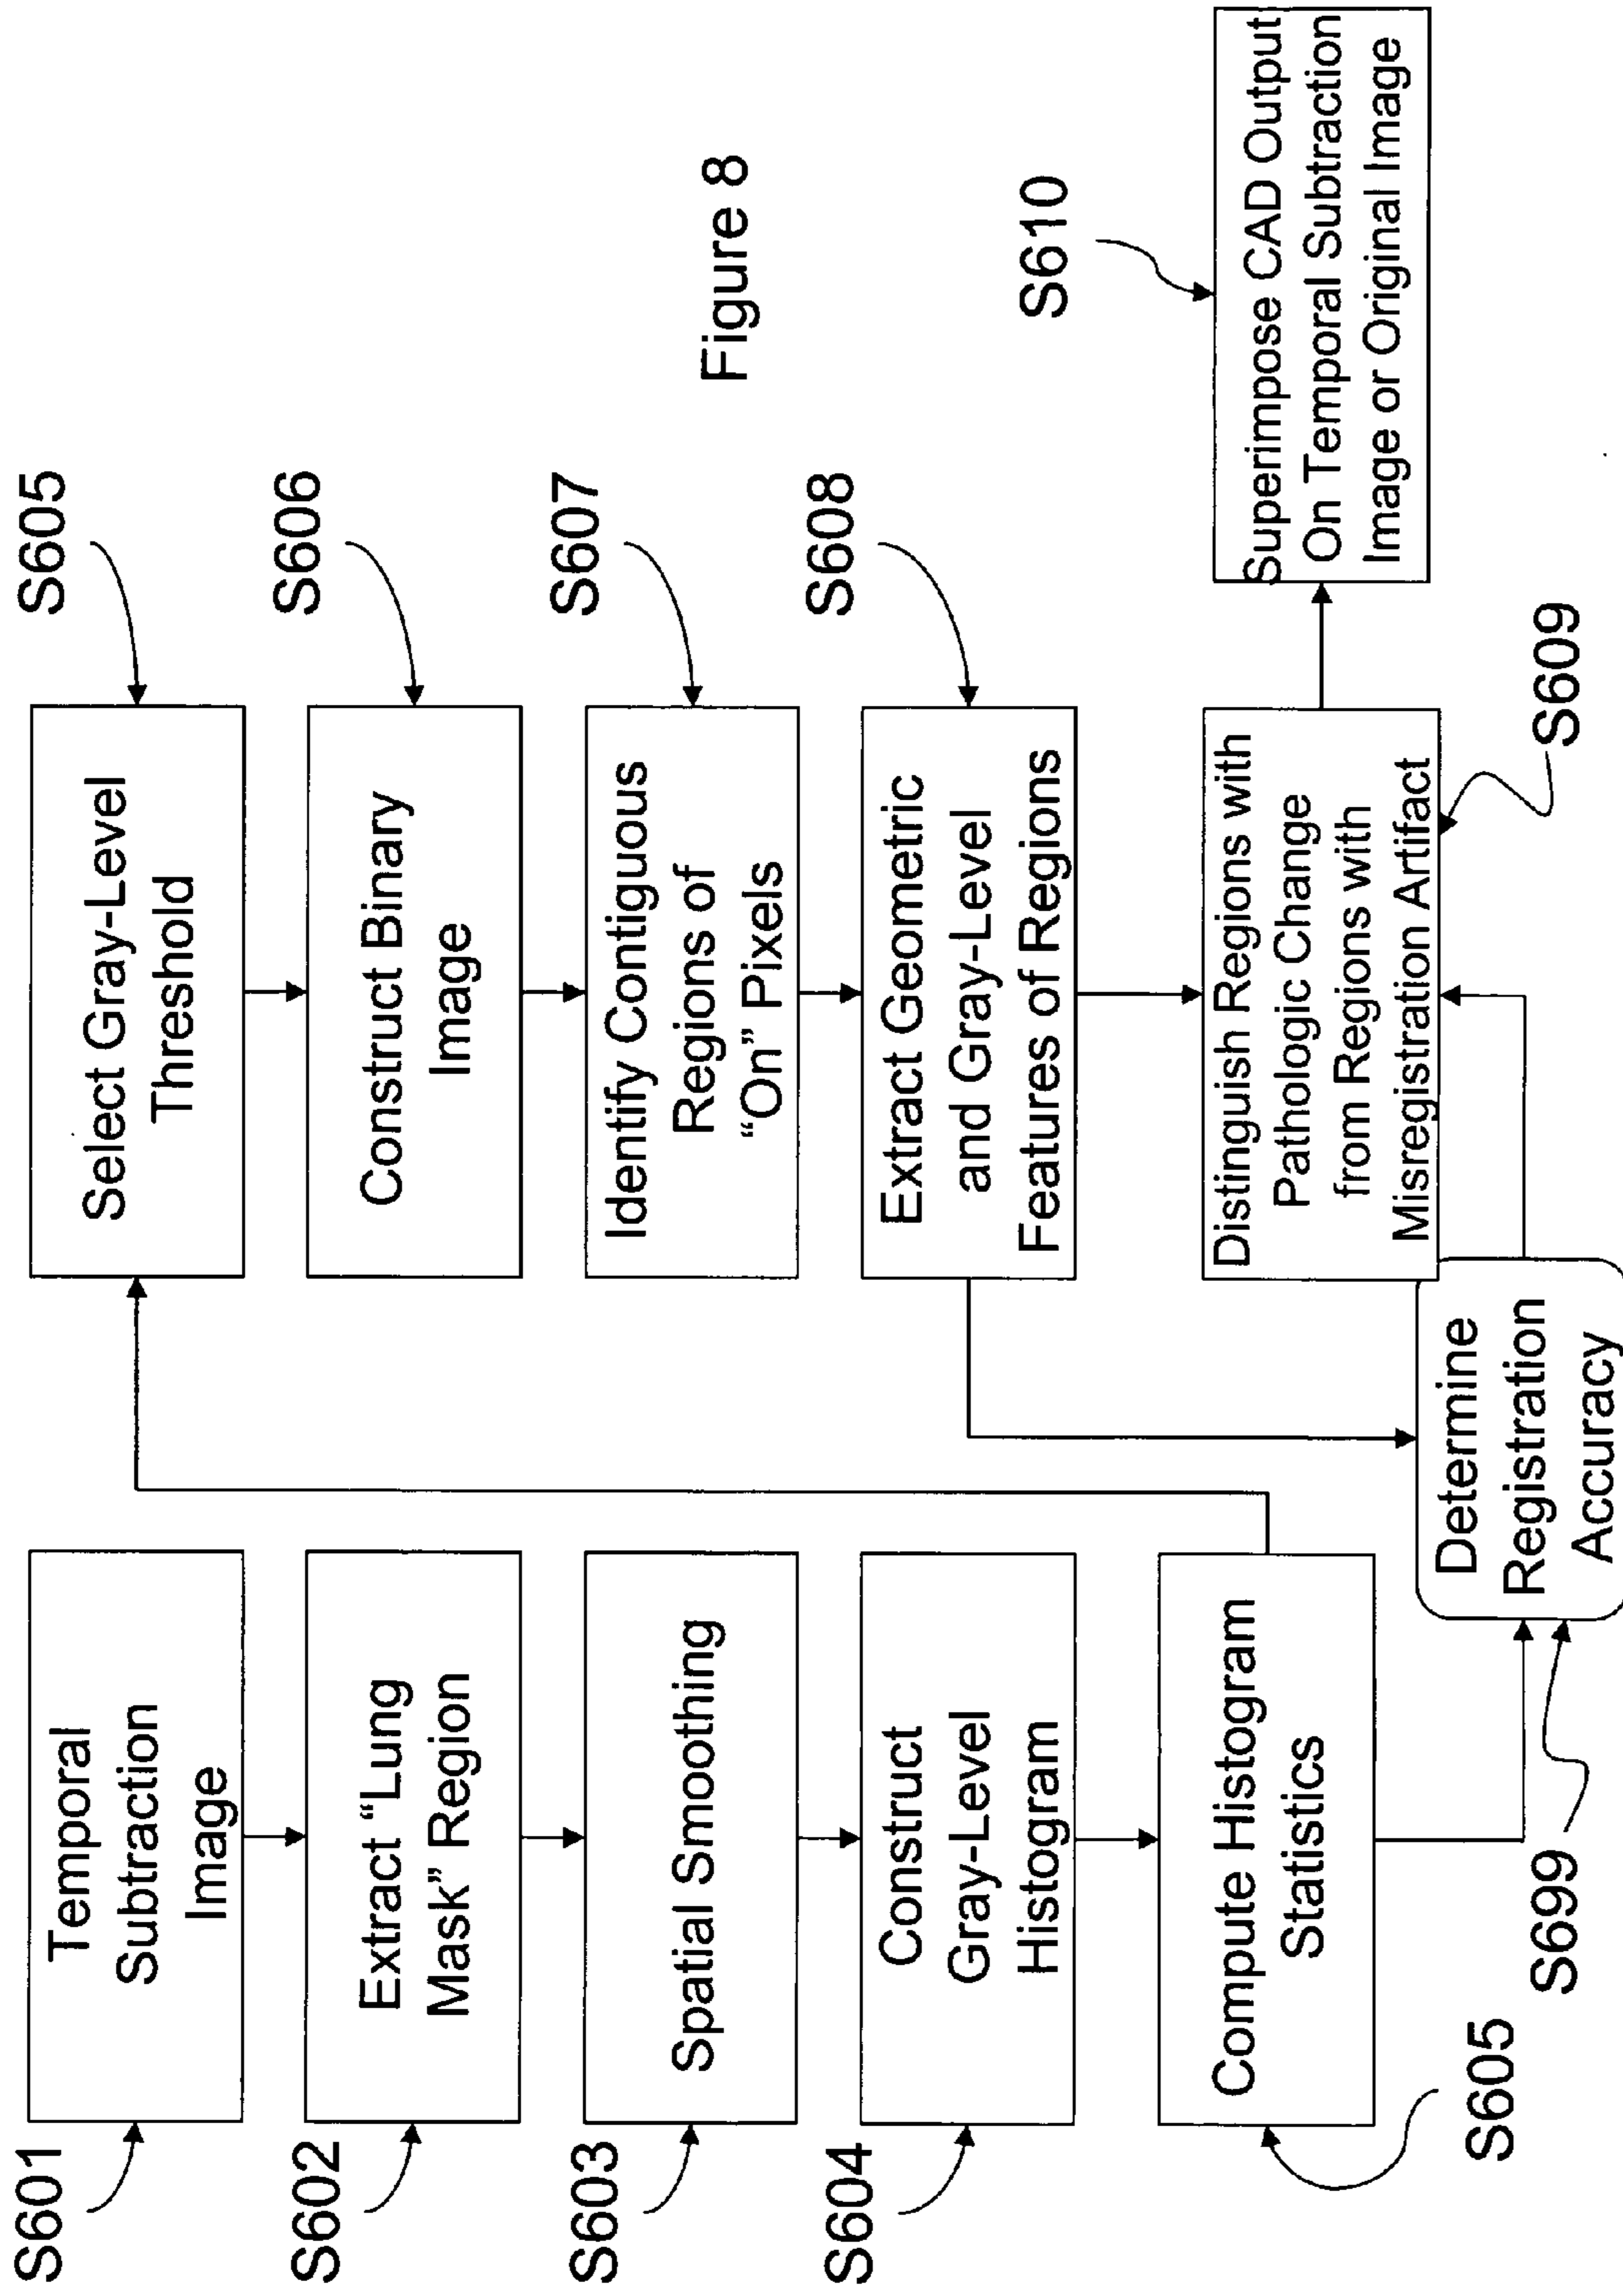 S601
Temporal
Subtraction
Image
S602
Extract “Lung
Mask” Region
S603
Spatial Smoothing
S604
Construct
Gray-Level
Histogram
S605
Compute Histogram
Statistics
S699
Determine
Registration
Accuracy
S605
Select Gray-Level
Threshold
S606
Construct Binary
Image
S607
Identify Contiguous
Regions of
“On” Pixels
S608
Extract Geometric
and Gray-Level
Features of Regions
S609
Distinguish Regions with
Pathologic Change
from Regions with
Misregistration Artifact
S610
Superimpose CAD Output
On Temporal Subtraction
Image or Original Image
Figure 8